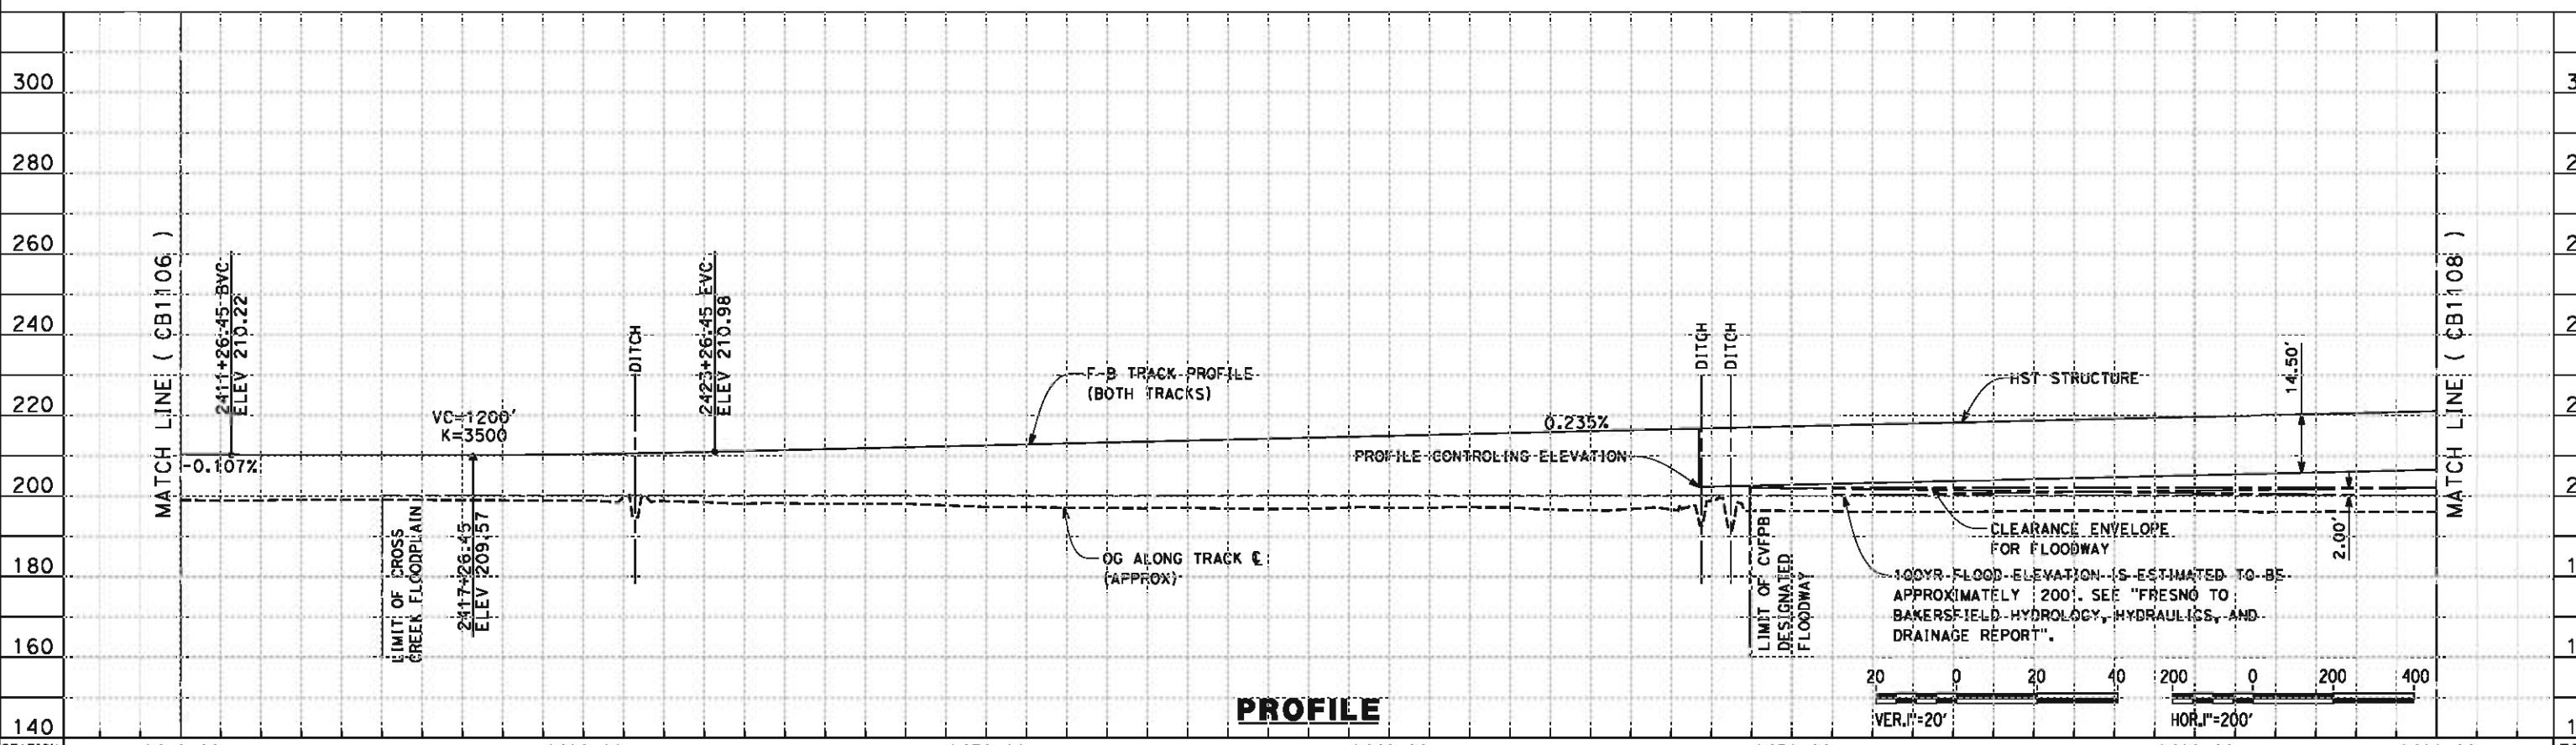 300
280
260
240
220
200
180
160
140
MATCH LINE ( CB1106 )
2411+26.45 BVC
ELEV 210.22
-0.107%
VC=1200'
K=3500
LIMIT OF CROSS
CREEK FLOODPLAIN
2417+26.45
ELEV 209.57
DITCH
2423+26.45 EVC
ELEV 210.98
F-B TRACK PROFILE
(BOTH TRACKS)
OG ALONG TRACK ℄
(APPROX)
0.235%
PROFILE CONTROLING ELEVATION
DITCH
DITCH
LIMIT OF CVFPB
DESIGNATED
FLOODWAY
HST STRUCTURE
14.50'
CLEARANCE ENVELOPE
FOR FLOODWAY
2.00'
100YR FLOOD ELEVATION IS ESTIMATED TO BE
APPROXIMATELY 200'. SEE "FRESNO TO
BAKERSFIELD HYDROLOGY, HYDRAULICS, AND
DRAINAGE REPORT".
MATCH LINE ( CB1108 )
PROFILE
20 0 20 40
VER.1"=20'
200 0 200 400
HOR.1"=200'